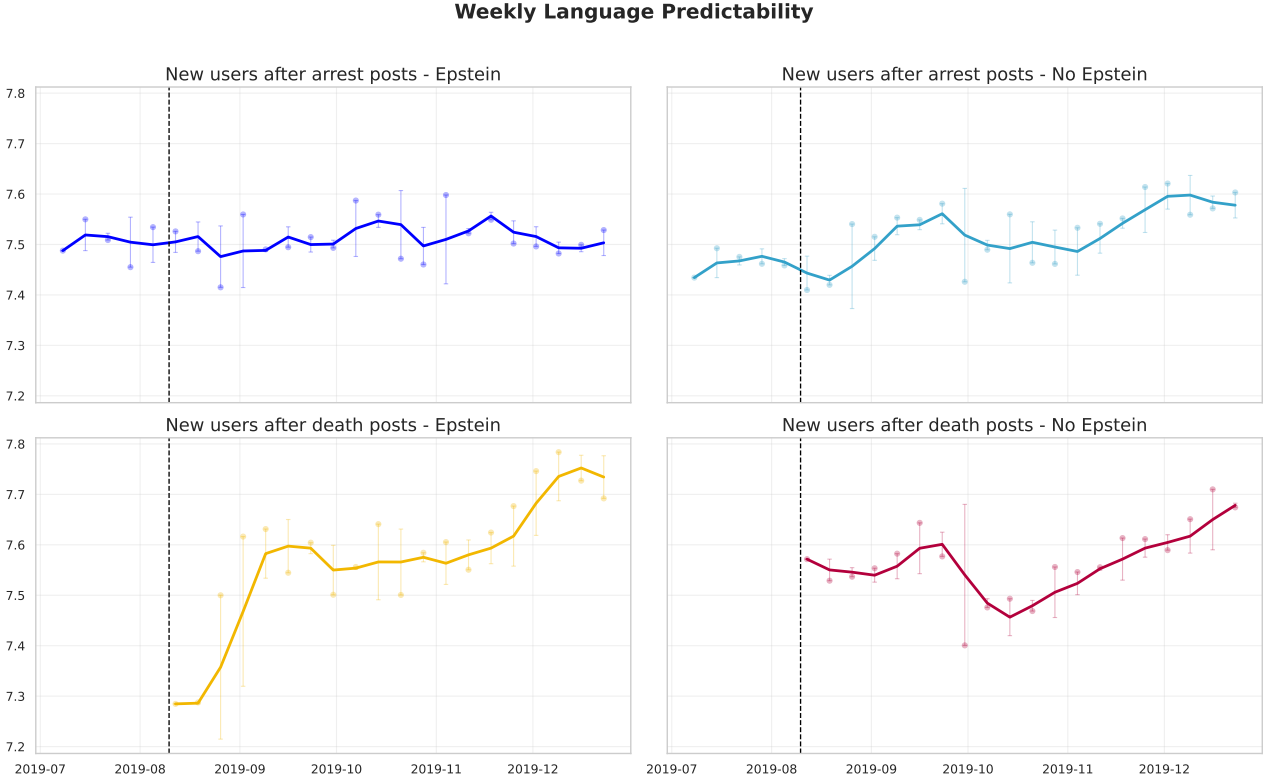 Weekly Language Predictability
New users after arrest posts - Epstein
New users after arrest posts - No Epstein
7.8
7.7
7.6
7.5
7.4
7.3
7.2
New users after death posts - Epstein
New users after death posts - No Epstein
7.8
7.7
7.6
7.5
7.4
7.3
7.2
2019-07 2019-08 2019-09 2019-10 2019-11 2019-12
2019-07 2019-08 2019-09 2019-10 2019-11 2019-12